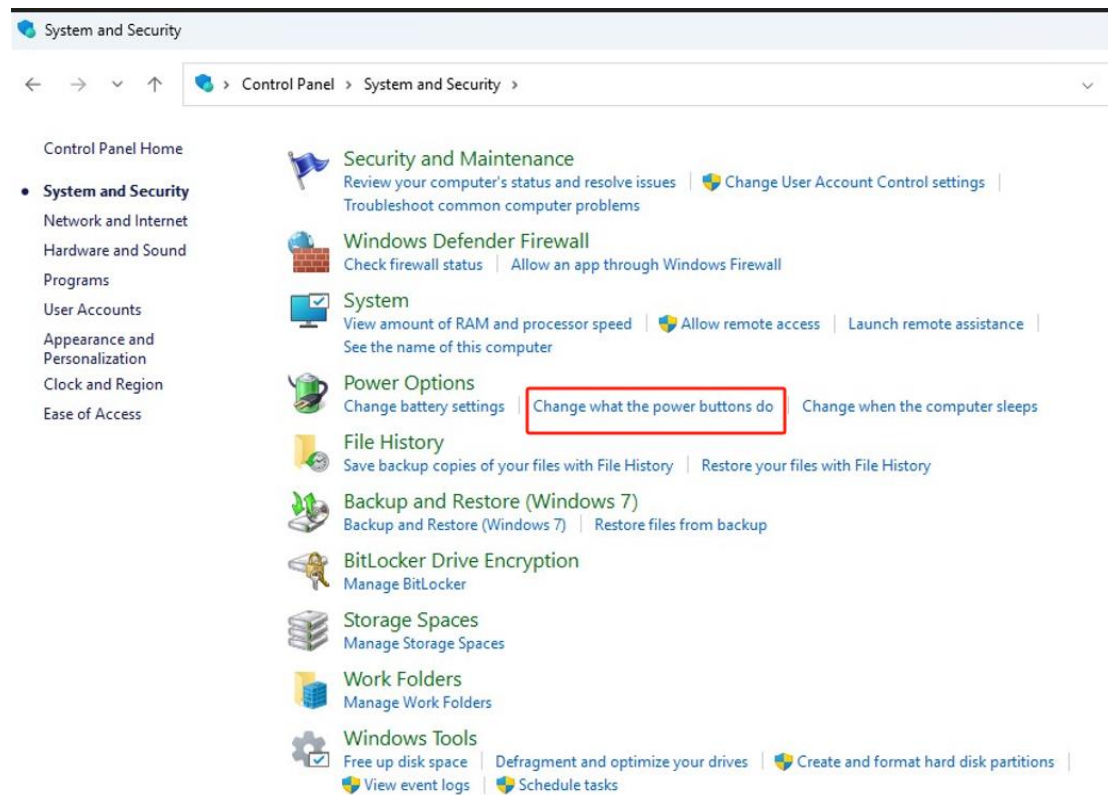 System and Security
Control Panel > System and Security >
Control Panel Home
System and Security
Network and Internet
Hardware and Sound
Programs
User Accounts
Appearance and
Personalization
Clock and Region
Ease of Access
Security and Maintenance
Review your computer's status and resolve issues
Change User Account Control settings
Troubleshoot common computer problems
Windows Defender Firewall
Check firewall status
Allow an app through Windows Firewall
System
View amount of RAM and processor speed
Allow remote access
Launch remote assistance
See the name of this computer
Power Options
Change battery settings
Change what the power buttons do
Change when the computer sleeps
File History
Save backup copies of your files with File History
Restore your files with File History
Backup and Restore (Windows 7)
Backup and Restore (Windows 7)
Restore files from backup
BitLocker Drive Encryption
Manage BitLocker
Storage Spaces
Manage Storage Spaces
Work Folders
Manage Work Folders
Windows Tools
Free up disk space
Defragment and optimize your drives
Create and format hard disk partitions
View event logs
Schedule tasks